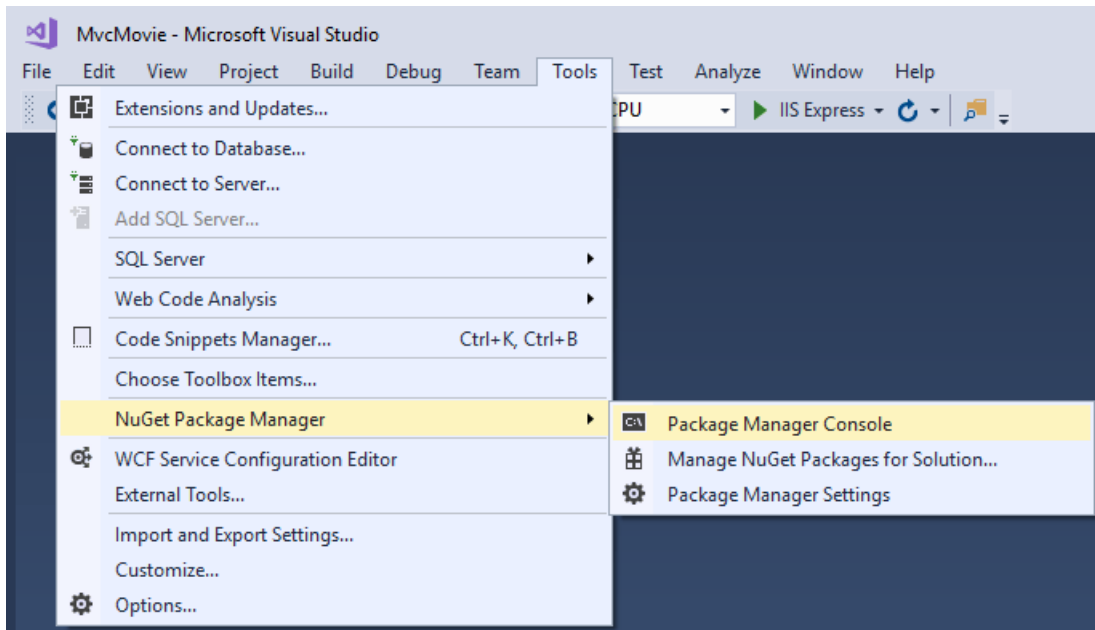 MvcMovie - Microsoft Visual Studio
File Edit View Project Build Debug Team Tools Test Analyze Window Help
Extensions and Updates...
IIS Express
Connect to Database...
Connect to Server...
Add SQL Server...
SQL Server
Web Code Analysis
Code Snippets Manager... Ctrl+K, Ctrl+B
Choose Toolbox Items...
NuGet Package Manager
Package Manager Console
WCF Service Configuration Editor
Manage NuGet Packages for Solution...
External Tools...
Package Manager Settings
Import and Export Settings...
Customize...
Options...